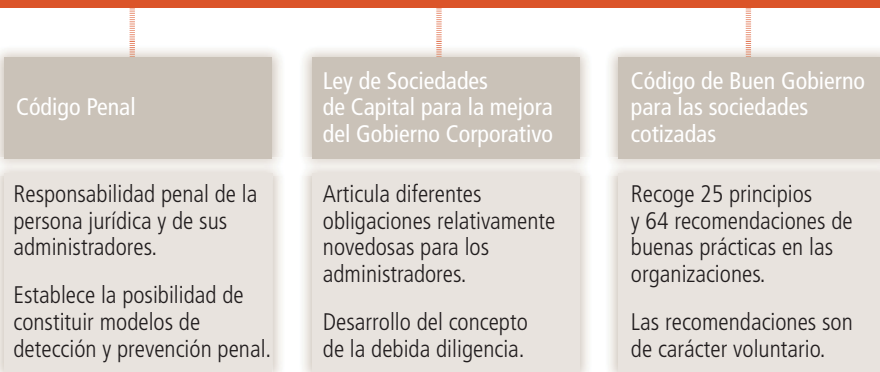 Código Penal
Responsabilidad penal de la
persona jurídica y de sus
administradores.
Establece la posibilidad de
constituir modelos de
detección y prevención penal.
Ley de Sociedades
de Capital para la mejora
del Gobierno Corporativo
Articula diferentes
obligaciones relativamente
novedosas para los
administradores.
Desarrollo del concepto
de la debida diligencia.
Código de Buen Gobierno
para las sociedades
cotizadas
Recoge 25 principios
y 64 recomendaciones de
buenas prácticas en las
organizaciones.
Las recomendaciones son
de carácter voluntario.